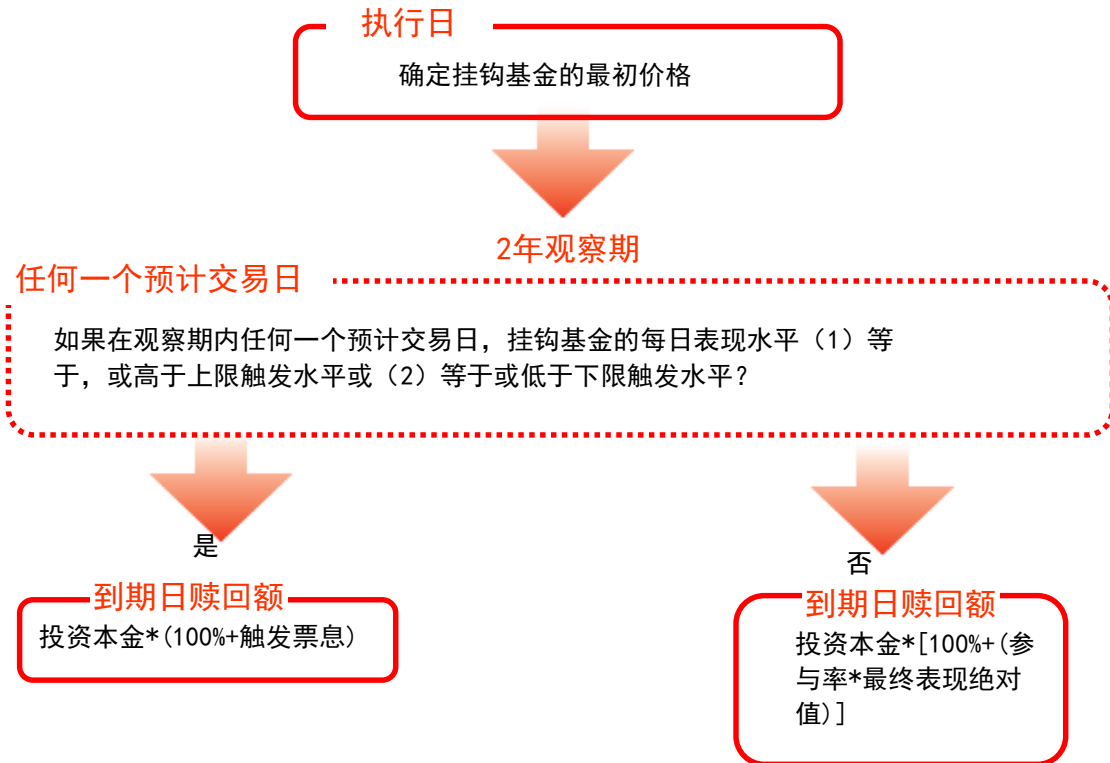 执行日
确定挂钩基金的最初价格
2年观察期
任何一个预计交易日
如果在观察期内任何一个预计交易日，挂钩基金的每日表现水平（1）等
于，或高于上限触发水平或（2）等于或低于下限触发水平？
是
到期日赎回额
投资本金*(100%+触发票息)
否
到期日赎回额
投资本金*[100%+(参
与率*最终表现绝对
值)]